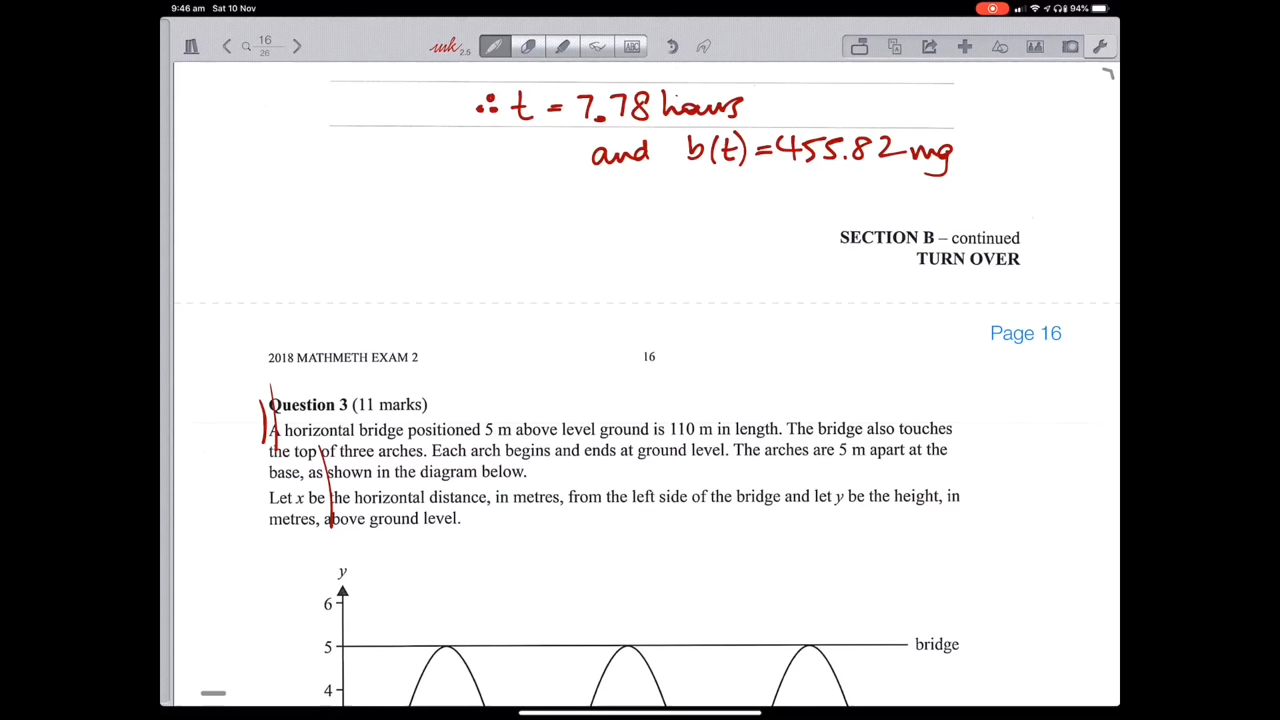 9:46 am Sat 10 Nov
94%
16
26
2.5
ABC
∴ t = 7.78 hours
and b(t) = 455.82 mg
SECTION B – continued
TURN OVER
Page 16
2018 MATHMETH EXAM 2
16
Question 3 (11 marks)
A horizontal bridge positioned 5 m above level ground is 110 m in length. The bridge also touches
the top of three arches. Each arch begins and ends at ground level. The arches are 5 m apart at the
base, as shown in the diagram below.
Let x be the horizontal distance, in metres, from the left side of the bridge and let y be the height, in
metres, above ground level.
y
6
5
bridge
4